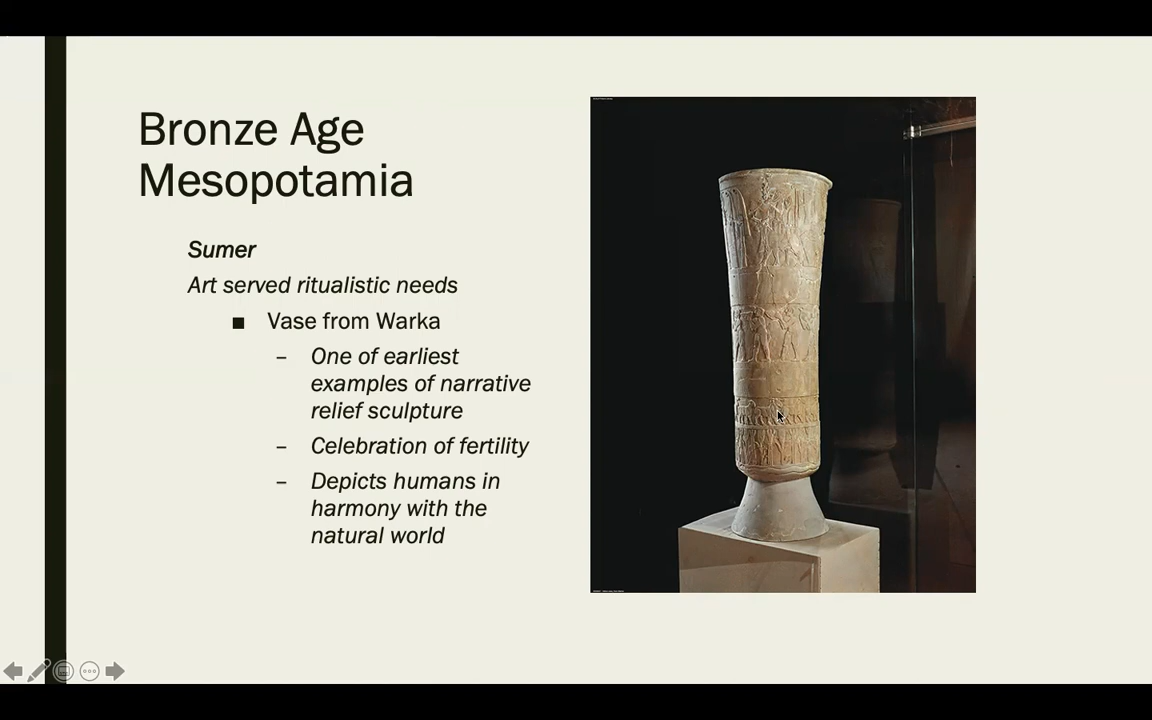 Bronze Age
Mesopotamia
Sumer
Art served ritualistic needs
■ Vase from Warka
– One of earliest
examples of narrative
relief sculpture
– Celebration of fertility
– Depicts humans in
harmony with the
natural world